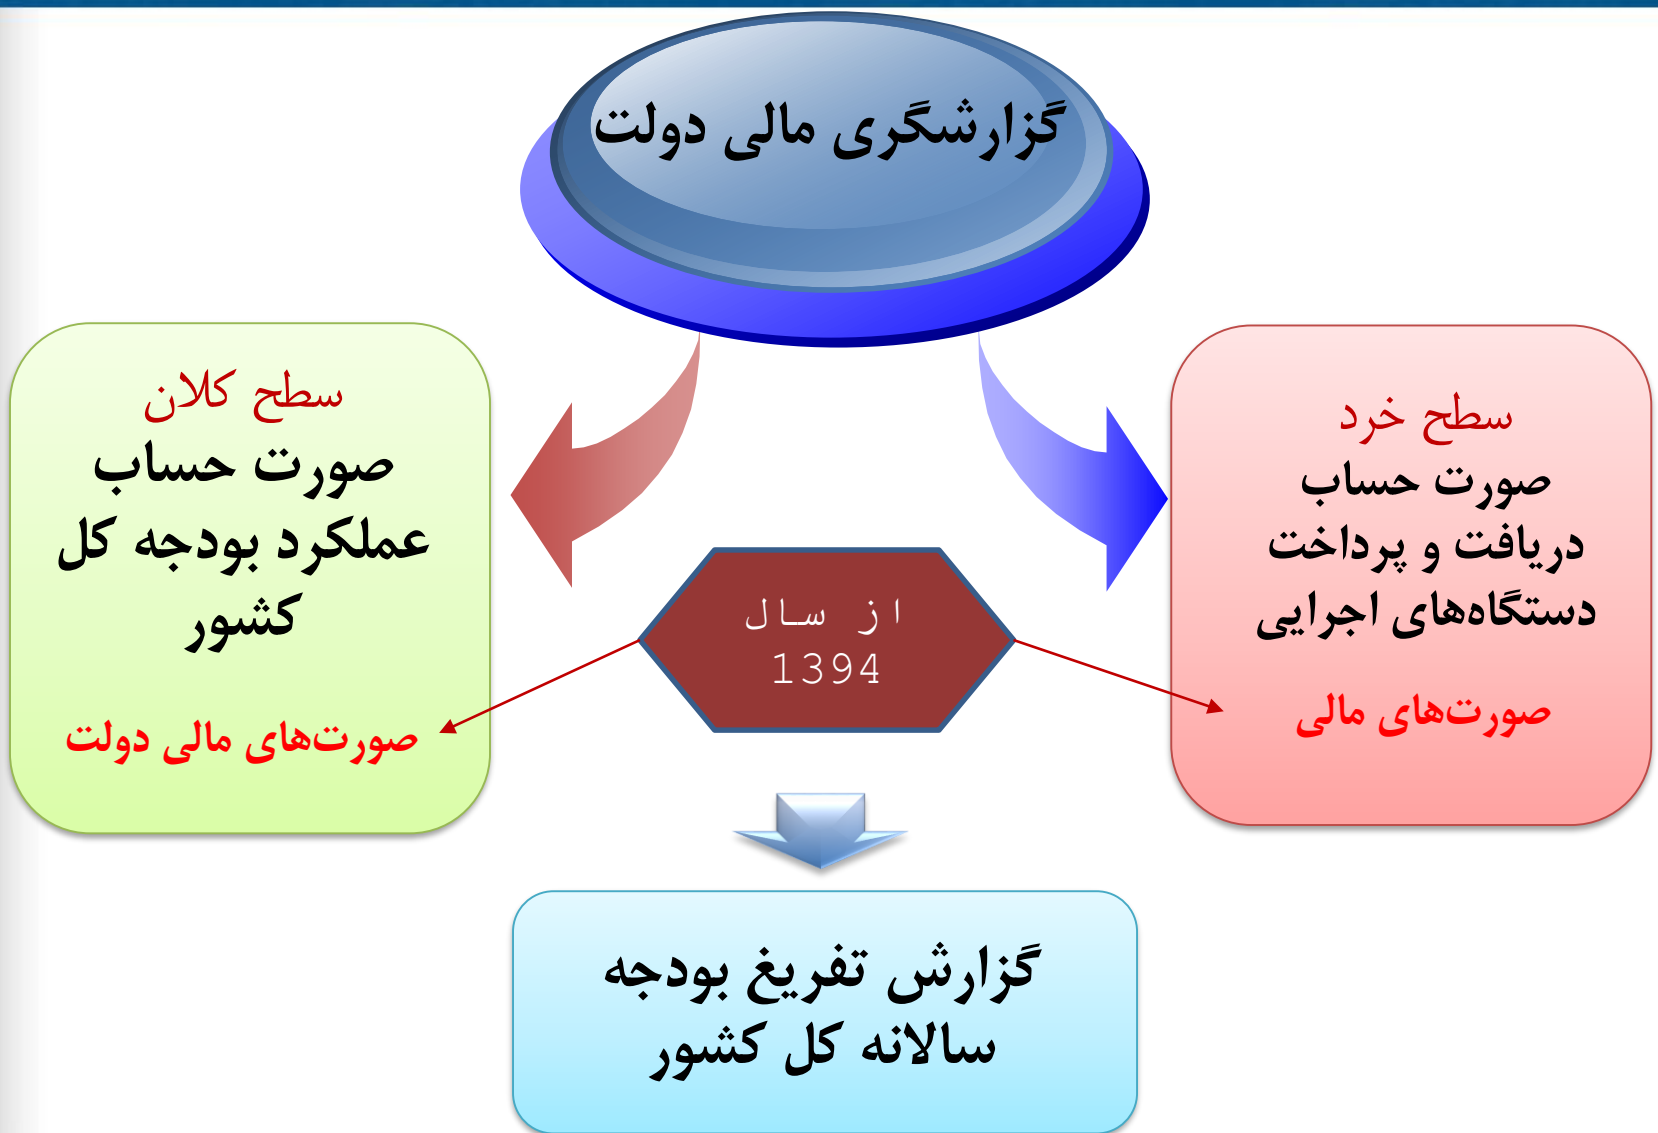 گزارشگری مالی دولت
سطح خرد
صورت حساب
دریافت و پرداخت
دستگاه‌های اجرایی
صورت‌های مالی
سطح کلان
صورت حساب
عملکرد بودجه کل
کشور
صورت‌های مالی دولت
از سال
1394
گزارش تفریغ بودجه
سالانه کل کشور